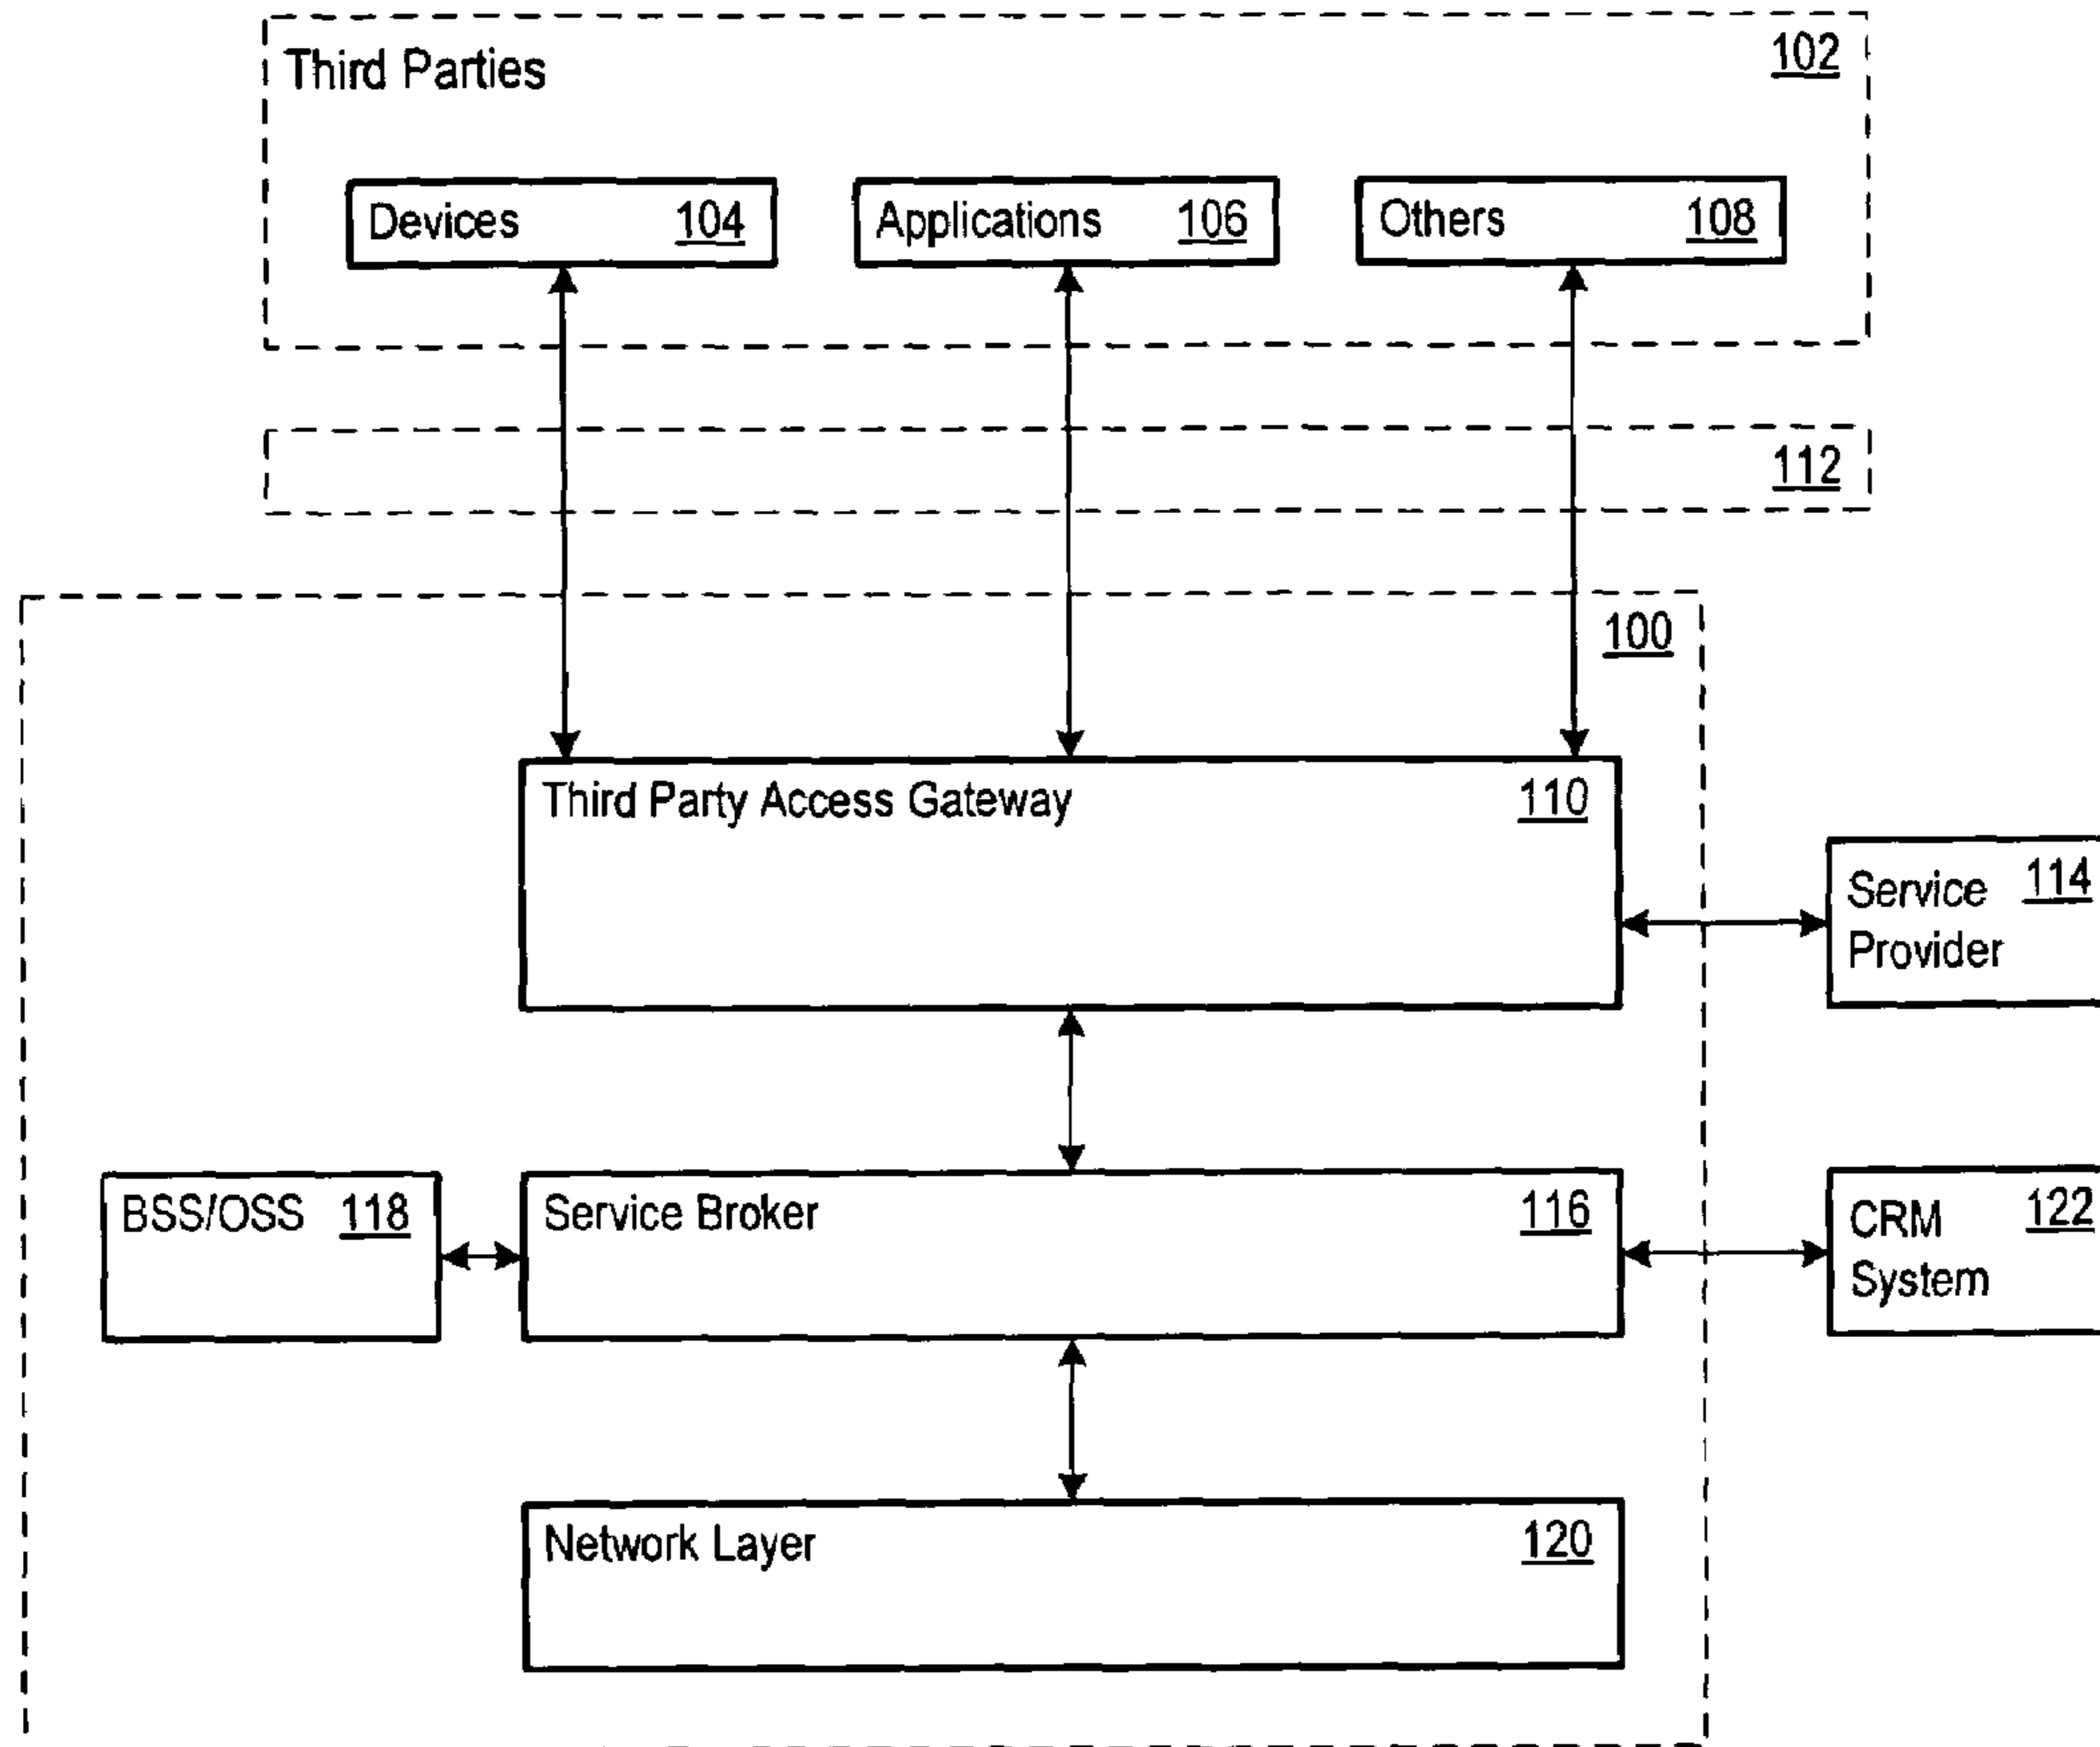 Third Parties 102
Devices 104
Applications 106
Others 108
112
100
Third Party Access Gateway 110
Service 114
Provider
BSS/OSS 118
Service Broker 116
CRM 122
System
Network Layer 120